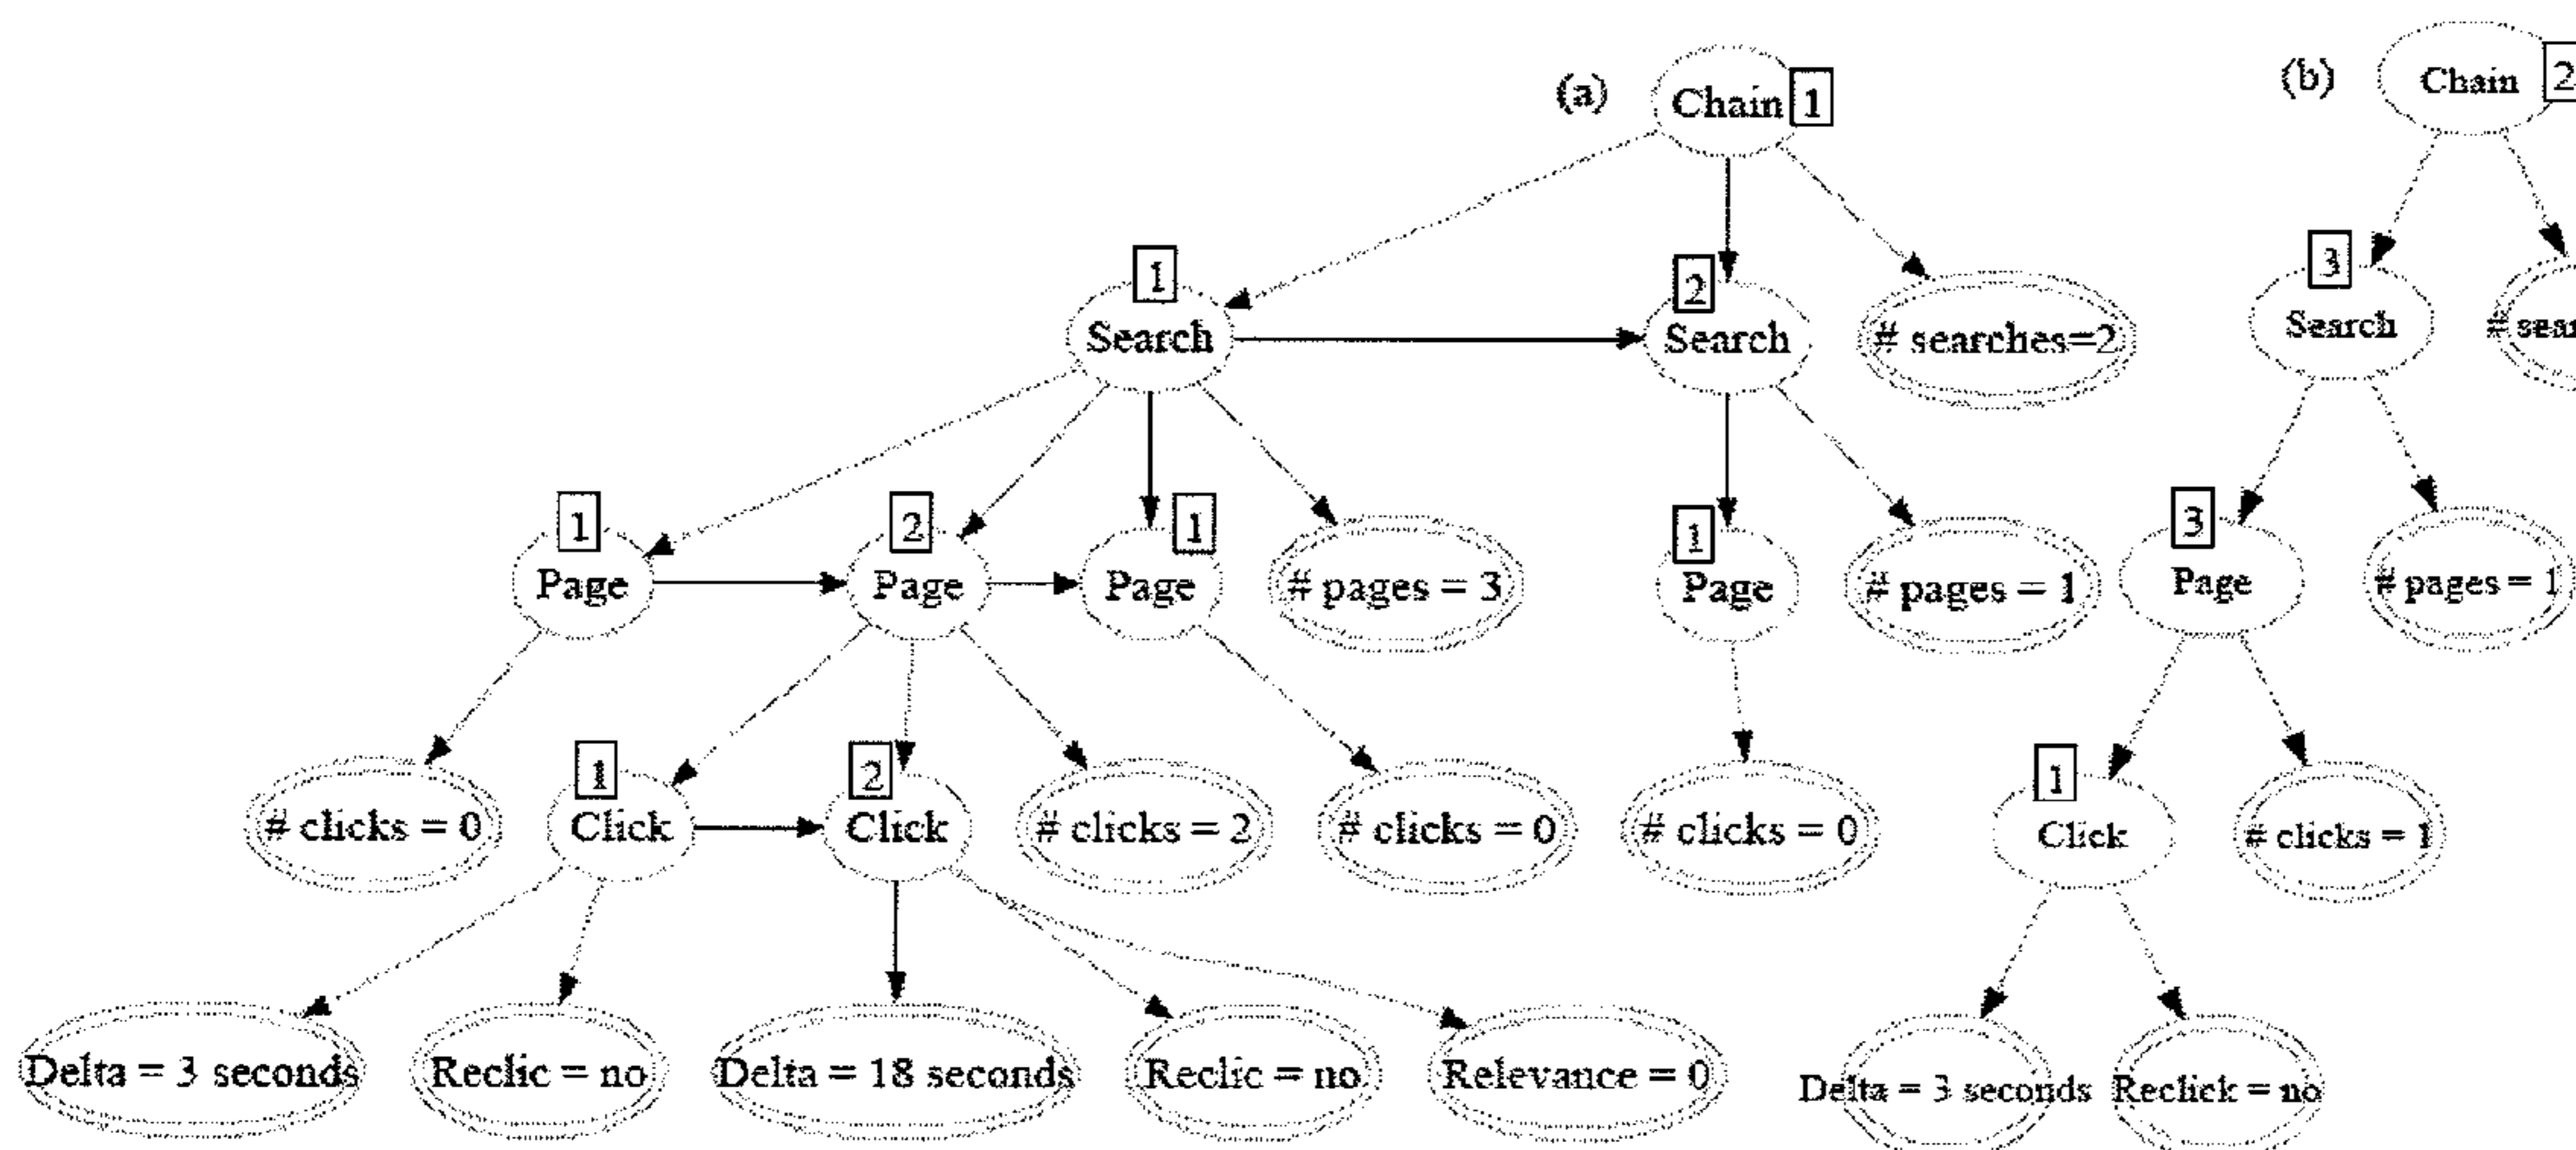 (a)
Chain 1
(b)
Chain 2
1
Search
2
Search
# searches=2
3
Search
# sear
1
Page
2
Page
1
Page
# pages = 3
1
Page
# pages = 1
3
Page
# pages = 1
# clicks = 0
1
Click
2
Click
# clicks = 2
# clicks = 0
# clicks = 0
1
Click
# clicks = 1
Delta = 3 seconds
Reclic = no
Delta = 18 seconds
Reclic = no
Relevance = 0
Delta = 3 seconds
Reclick = no